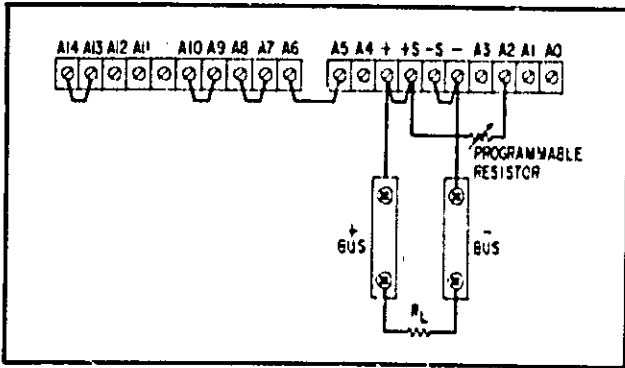 A14 A13 A12 A11 A10 A9 A8 A7 A6 A5 A4 + +S -S - A3 A2 A1 A0
PROGRAMMABLE
RESISTOR
+
BUS
-
BUS
RL